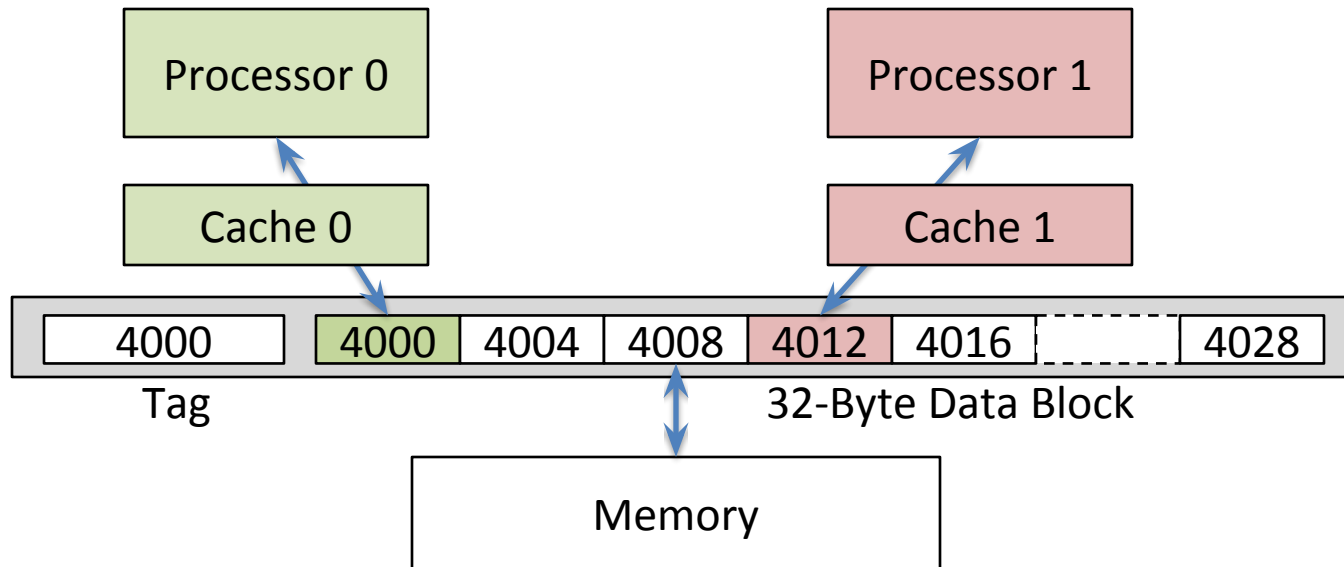 Processor 0
Processor 1
Cache 0
Cache 1
4000 4000 4004 4008 4012 4016 4028
Tag
32-Byte Data Block
Memory